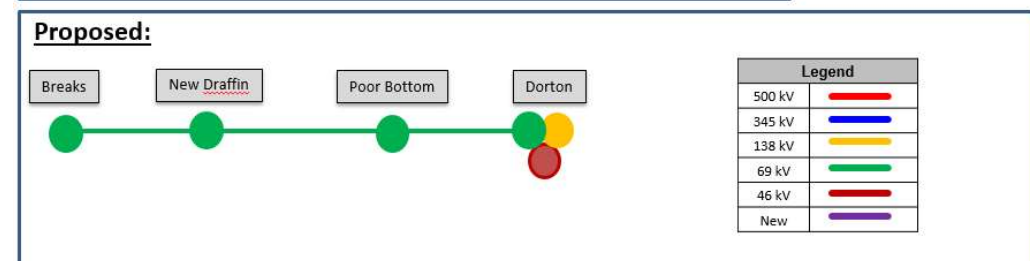 Proposed:
Breaks
New Draffin
Poor Bottom
Dorton
Legend
500 kV
345 kV
138 kV
69 kV
46 kV
New